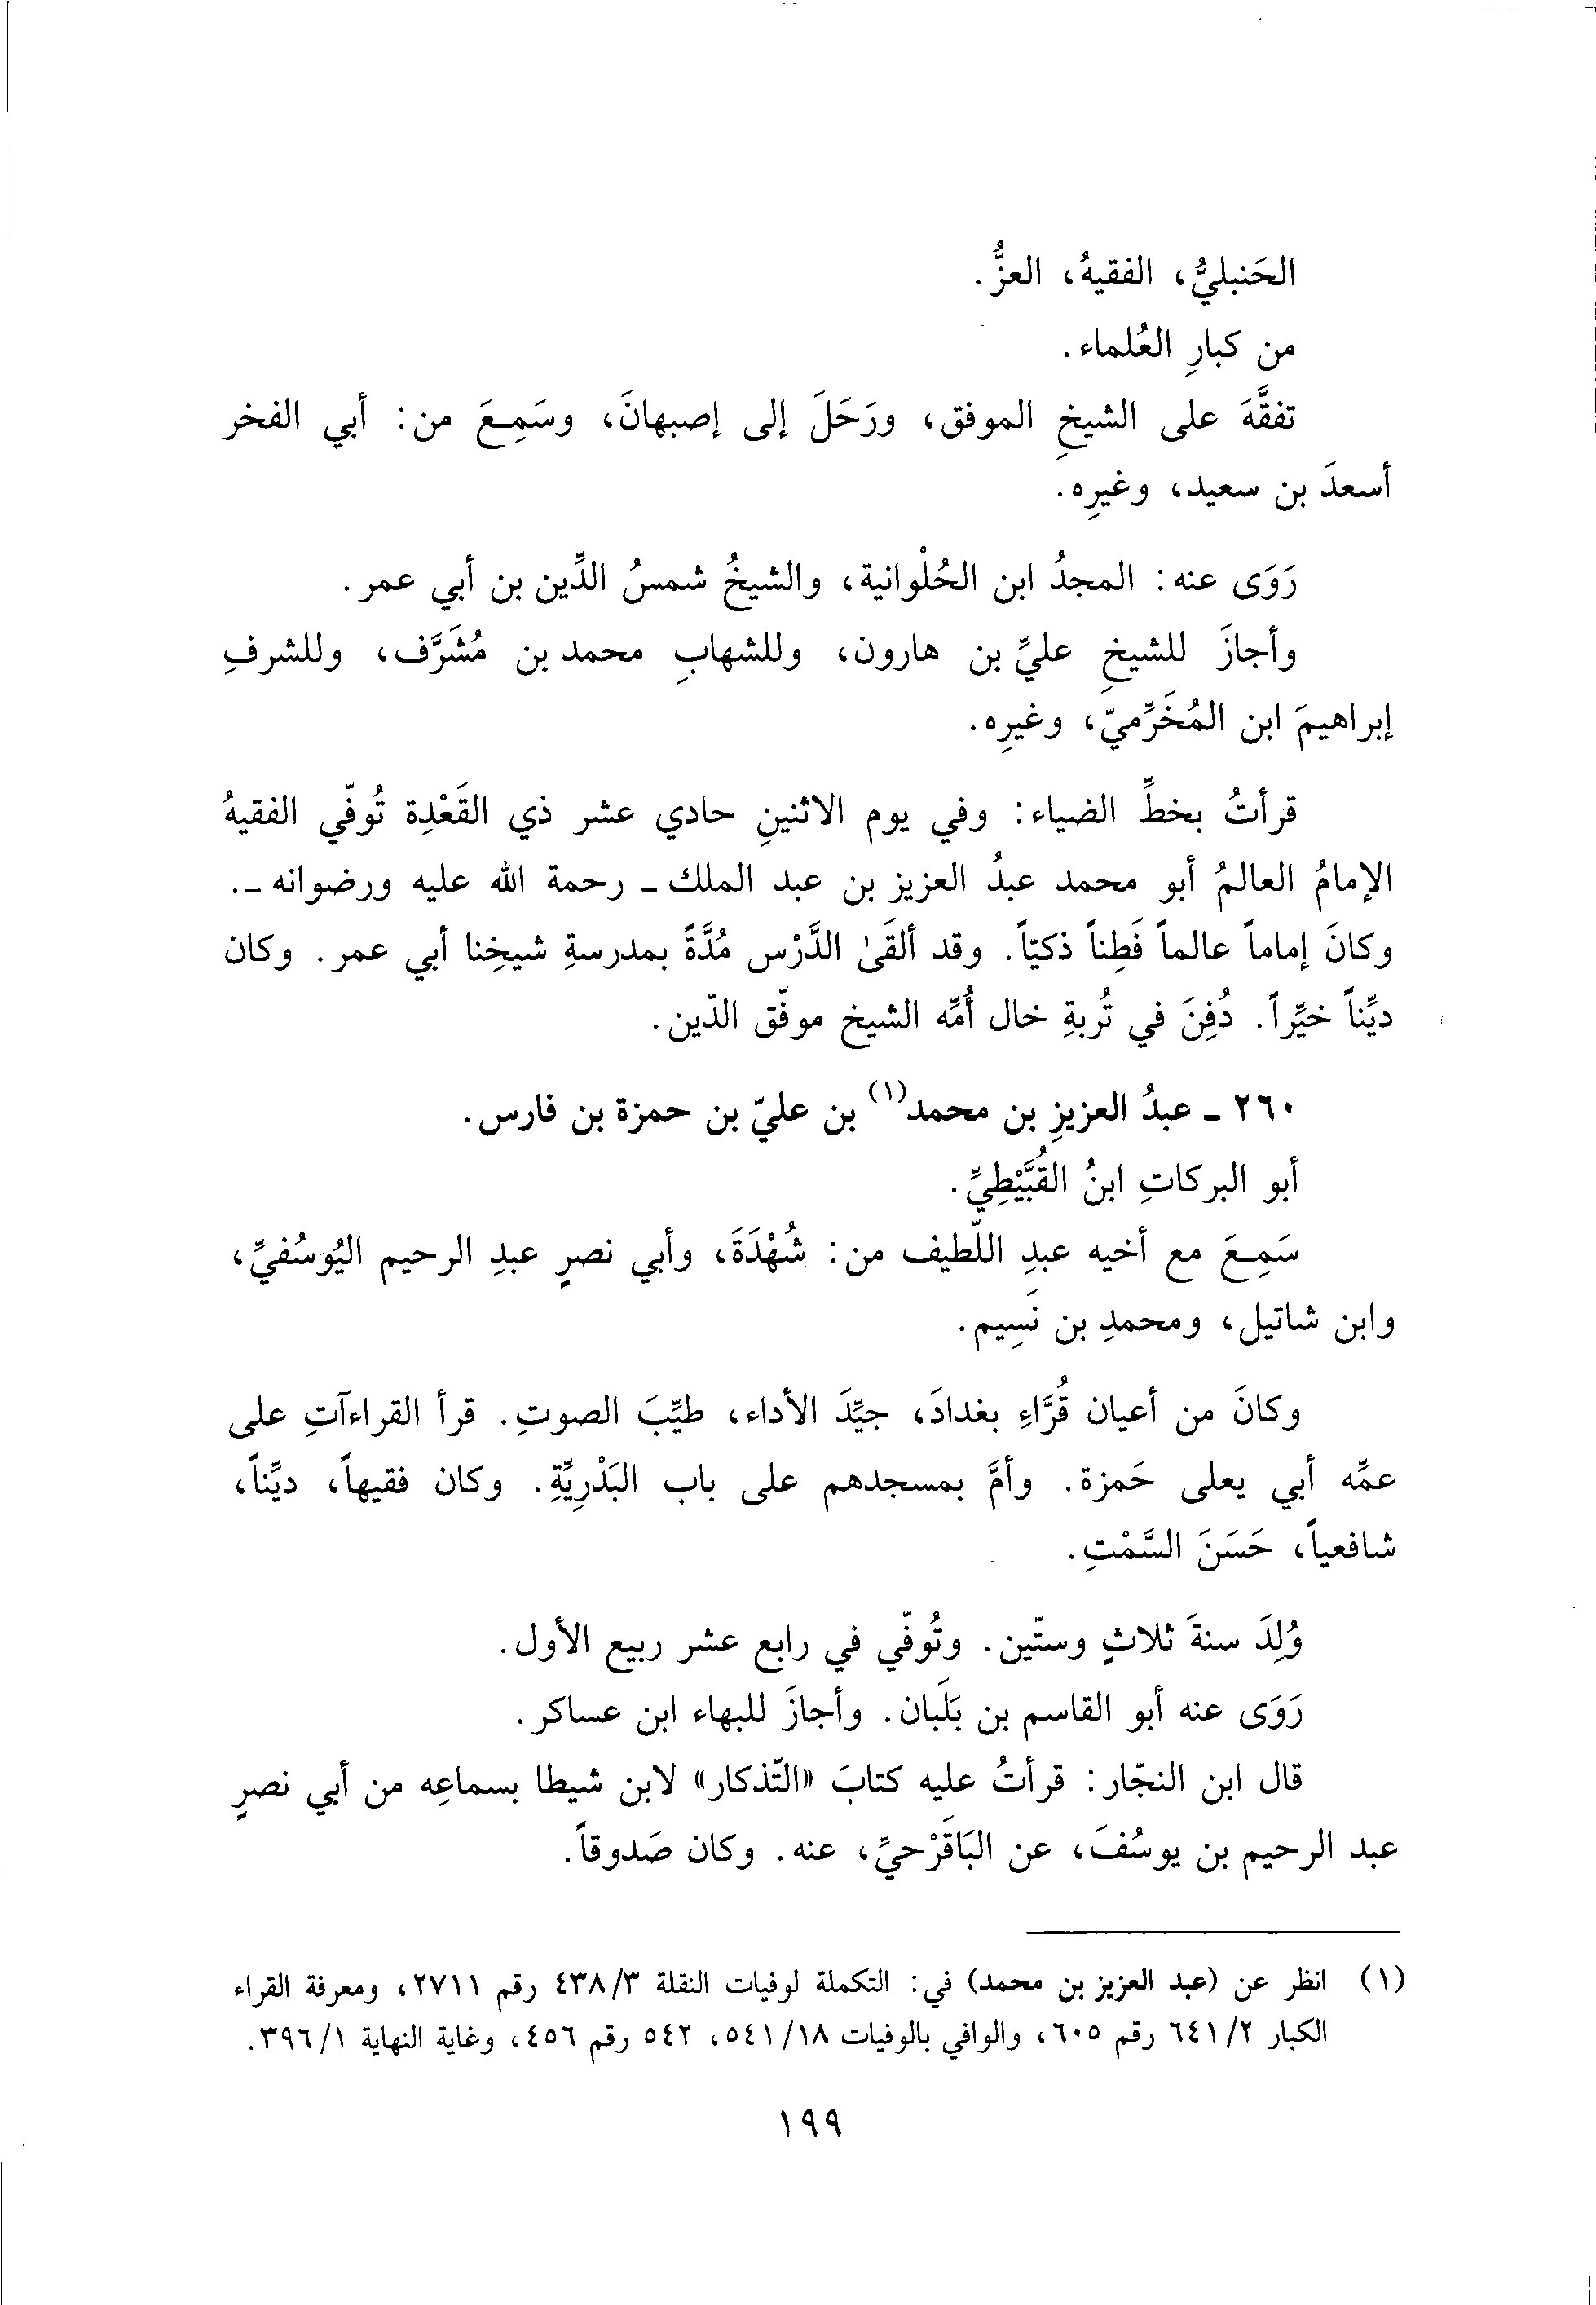 الحَنبليُّ، الفقيهُ، العزُّ.
من كبارِ العُلماء.
تفقَّهَ على الشيخِ الموفق، ورَحَلَ إلى إصبهانَ، وسَمِعَ من: أبي الفخر
أسعدَ بن سعيد، وغيرِه.
رَوَى عنه: المجدُ ابن الحُلْوانية، والشيخُ شمسُ الدِّين بن أبي عمر.
وأجازَ للشيخِ عليِّ بن هارون، وللشهابِ محمد بن مُشَرَّف، وللشرفِ
إبراهيمَ ابن المُخَرِّميّ، وغيرِه.
قرأتُ بخطِّ الضياء: وفي يوم الاثنينِ حادي عشر ذي القَعْدِة تُوفّي الفقيهُ
الإمامُ العالمُ أبو محمد عبدُ العزيز بن عبد الملك ـ رحمة الله عليه ورضوانه ـ.
وكانَ إماماً عالماً فَطِناً ذكيّاً. وقد ألقَىٰ الدَّرْس مُدَّةً بمدرسةِ شيخِنا أبي عمر. وكان
ديِّناً خيِّراً. دُفِنَ في تُربةِ خال أُمِّه الشيخ موفّق الدّين.
٢٦٠ ـ عبدُ العزيزِ بن محمد(١) بن عليّ بن حمزة بن فارس.
أبو البركاتِ ابنُ القُبَّيْطِيِّ.
سَمِعَ مع أخيه عبدِ اللّطيف من: شُهْدَةَ، وأبي نصرٍ عبدِ الرحيم اليُوسُفيِّ،
وابن شاتيل، ومحمدِ بن نَسِيم.
وكانَ من أعيان قُرَّاءِ بغدادَ، جيِّدَ الأداء، طيِّبَ الصوتِ. قرأ القراءآتِ على
عمِّه أبي يعلى حَمزة. وأمَّ بمسجدهم على باب البَدْرِيِّةِ. وكان فقيهاً، ديِّناً،
شافعياً، حَسَنَ السَّمْتِ.
وُلِدَ سنةَ ثلاثٍ وستّين. وتُوفّي في رابع عشر ربيع الأول.
رَوَى عنه أبو القاسم بن بَلَبان. وأجازَ للبهاء ابن عساكر.
قال ابن النجّار: قرأتُ عليه كتابَ «التّذكار» لابن شيطا بسماعِه من أبي نصرٍ
عبد الرحيم بن يوسُفَ، عن البَاقَرْحيِّ، عنه. وكان صَدوقاً.
(١) انظر عن (عبد العزيز بن محمد) في: التكملة لوفيات النقلة ٤٣٨/٣ رقم ٢٧١١، ومعرفة القراء
الكبار ٦٤١/٢ رقم ٦٠٥، والوافي بالوفيات ٥٤١/١٨، ٥٤٢ رقم ٤٥٦، وغاية النهاية ٣٩٦/١.
١٩٩